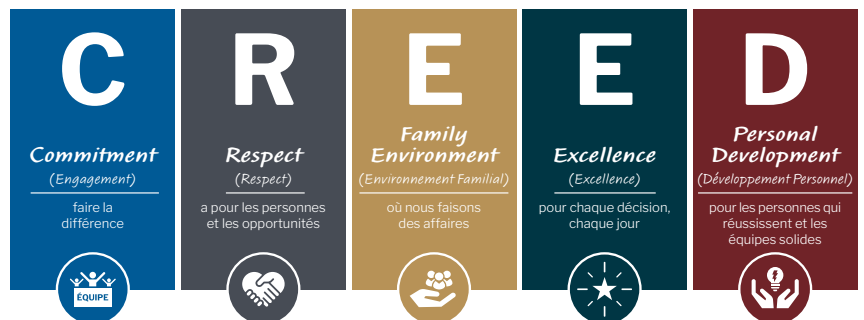 C
Commitment
(Engagement)
faire la
différence
ÉQUIPE
R
Respect
(Respect)
a pour les personnes
et les opportunités
E
Family
Environment
(Environnement Familial)
où nous faisons
des affaires
E
Excellence
(Excellence)
pour chaque décision,
chaque jour
D
Personal
Development
(Développement Personnel)
pour les personnes qui
réussissent et les
équipes solides